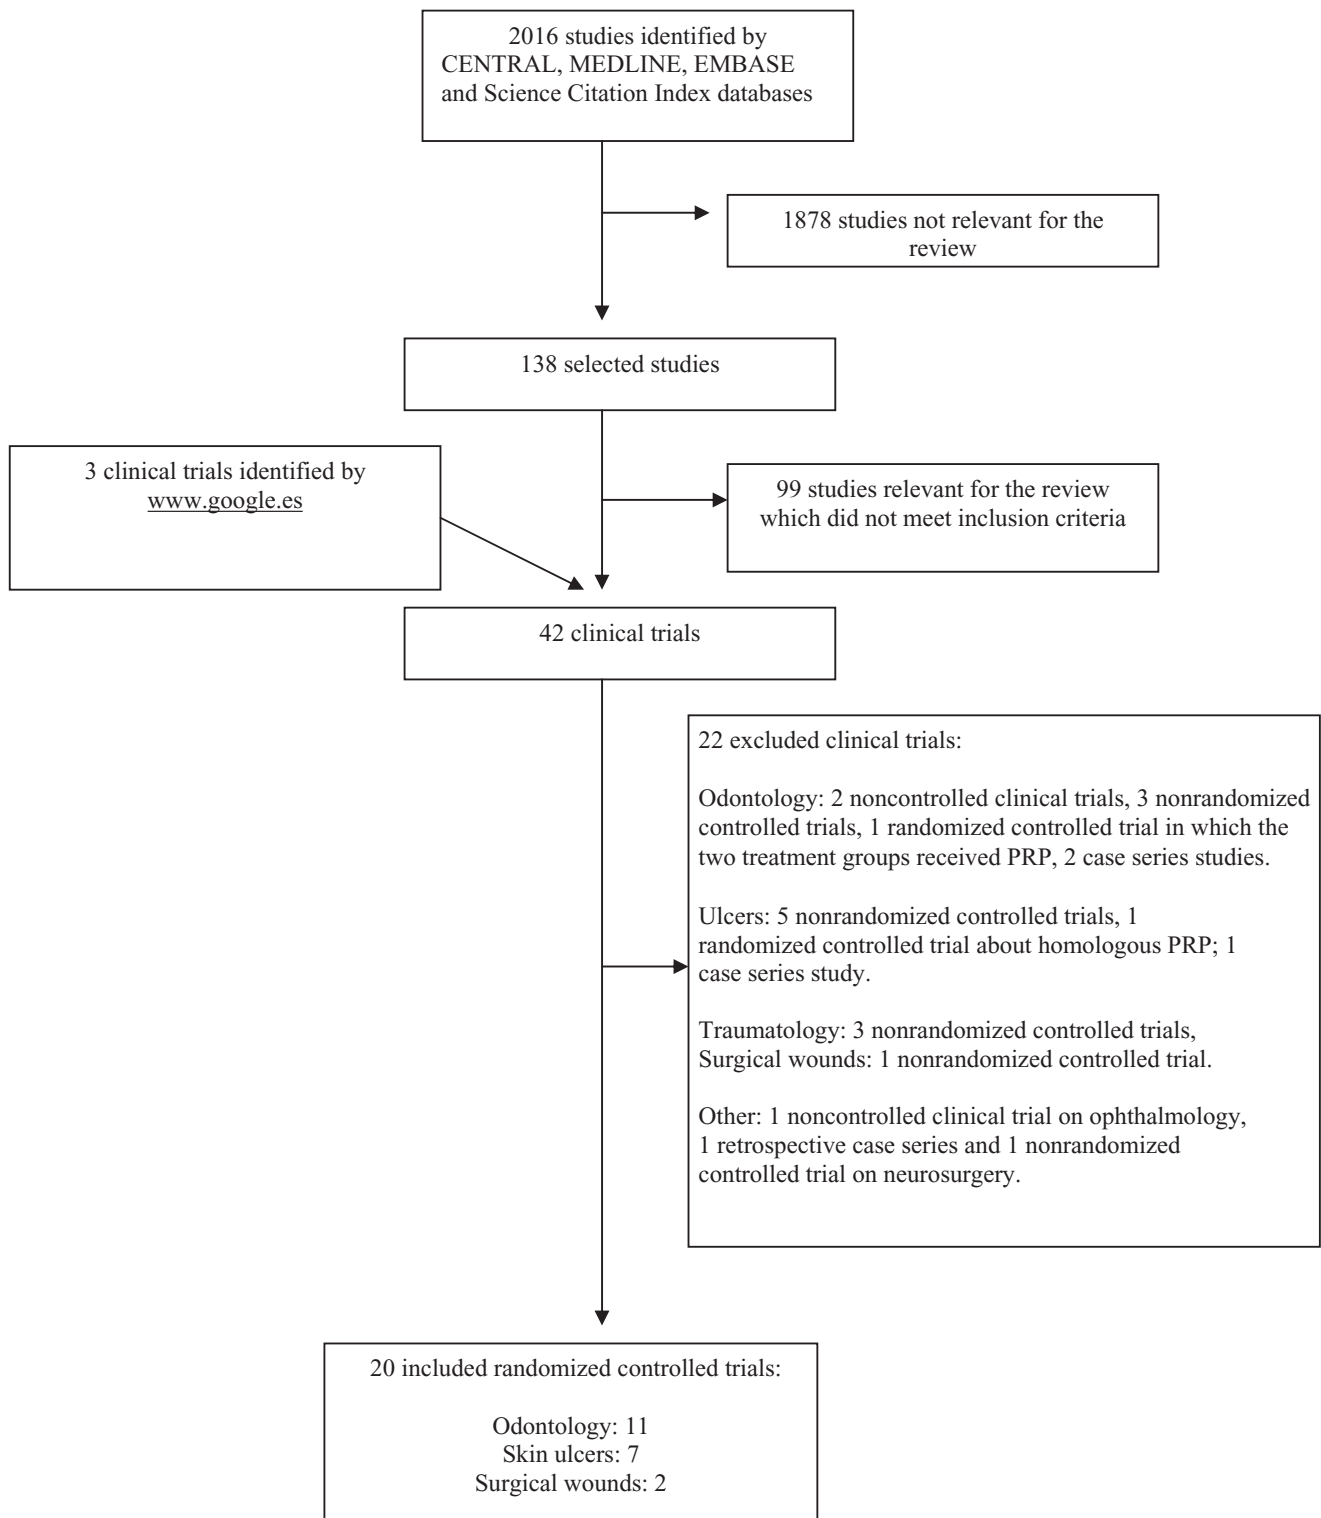 2016 studies identified by
CENTRAL, MEDLINE, EMBASE
and Science Citation Index databases
1878 studies not relevant for the
review
138 selected studies
3 clinical trials identified by
www.google.es
99 studies relevant for the review
which did not meet inclusion criteria
42 clinical trials
22 excluded clinical trials:
Odontology: 2 noncontrolled clinical trials, 3 nonrandomized
controlled trials, 1 randomized controlled trial in which the
two treatment groups received PRP, 2 case series studies.
Ulcers: 5 nonrandomized controlled trials, 1
randomized controlled trial about homologous PRP; 1
case series study.
Traumatology: 3 nonrandomized controlled trials,
Surgical wounds: 1 nonrandomized controlled trial.
Other: 1 noncontrolled clinical trial on ophthalmology,
1 retrospective case series and 1 nonrandomized
controlled trial on neurosurgery.
20 included randomized controlled trials:
Odontology: 11
Skin ulcers: 7
Surgical wounds: 2